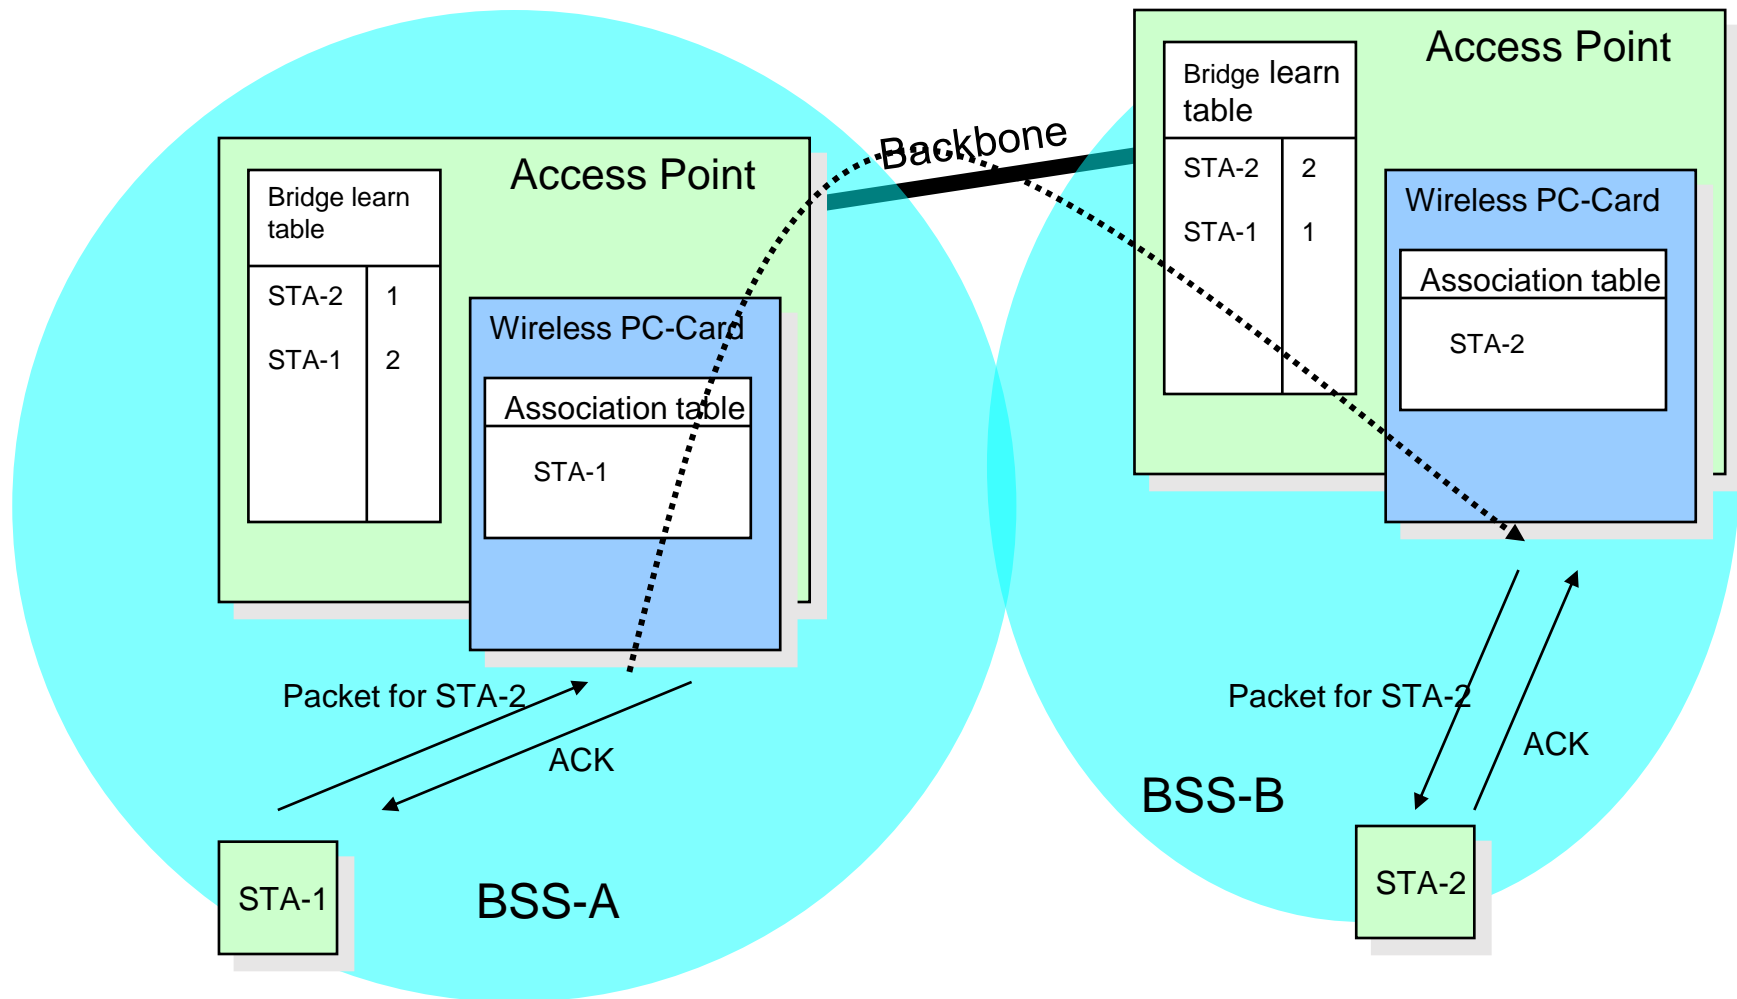 Access Point
Bridge learn
table
STA-2 1
STA-1 2
Wireless PC-Card
Association table
STA-1
Packet for STA-2
ACK
STA-1
BSS-A
Backbone
Access Point
Bridge learn
table
STA-2 2
STA-1 1
Wireless PC-Card
Association table
STA-2
Packet for STA-2
ACK
BSS-B
STA-2